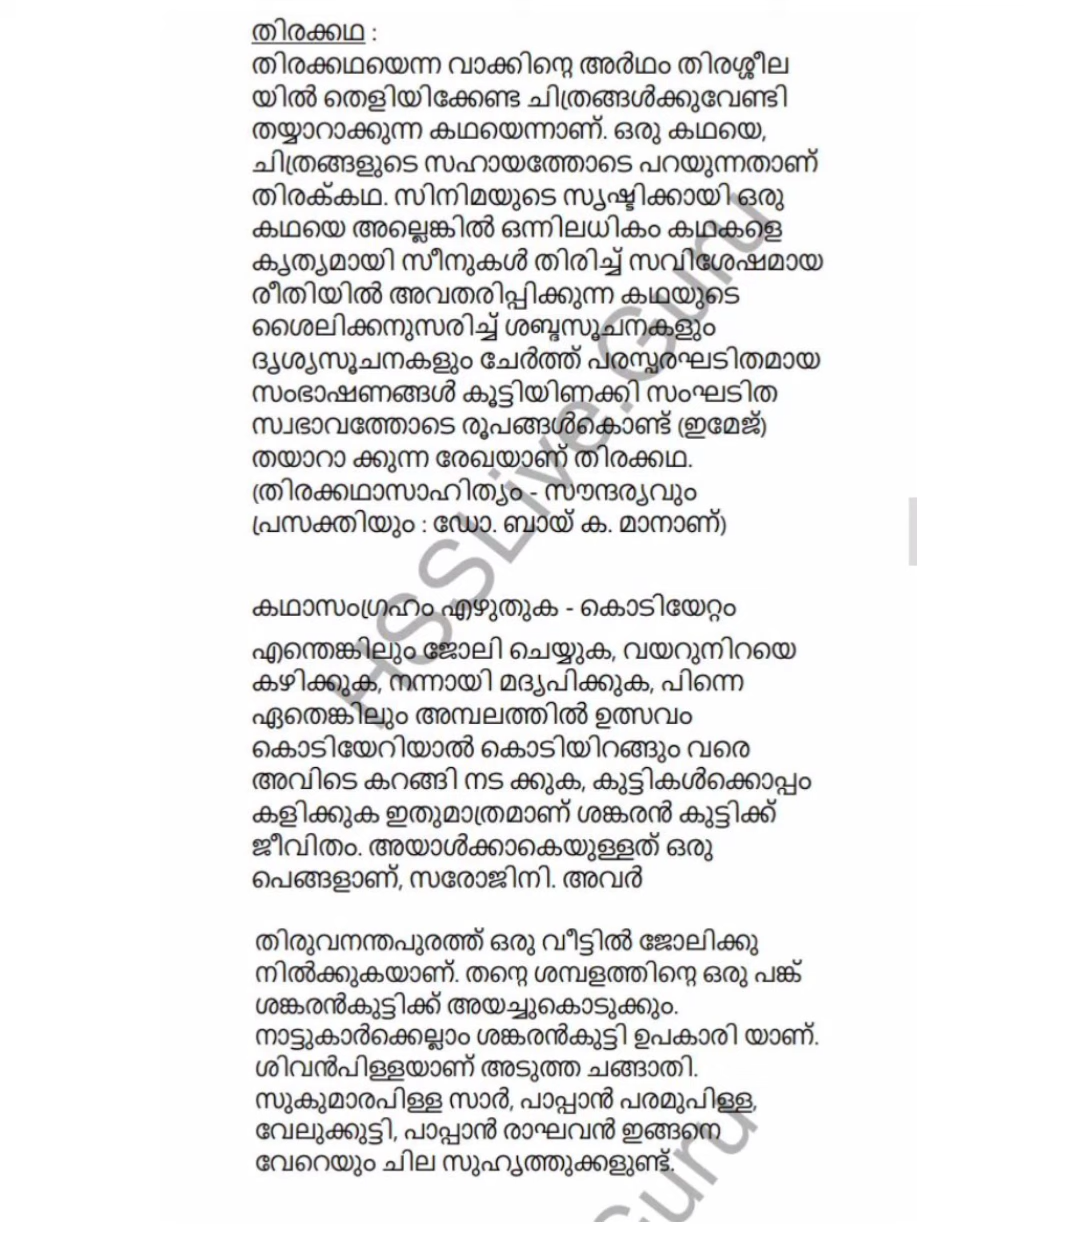 തിരക്കഥ :
തിരക്കഥയെന്ന വാക്കിന്റെ അർഥം തിരശ്ശീല
യിൽ തെളിയിക്കേണ്ട ചിത്രങ്ങൾക്കുവേണ്ടി
തയ്യാറാക്കുന്ന കഥയെന്നാണ്. ഒരു കഥയെ,
ചിത്രങ്ങളുടെ സഹായത്തോടെ പറയുന്നതാണ്
തിരക്കഥ. സിനിമയുടെ സൃഷ്ടിക്കായി ഒരു
കഥയെ അല്ലെങ്കിൽ ഒന്നിലധികം കഥകളെ
കൃത്യമായി സീനുകൾ തിരിച്ച് സവിശേഷമായ
രീതിയിൽ അവതരിപ്പിക്കുന്ന കഥയുടെ
ശൈലിക്കനുസരിച്ച് ശബ്ദസൂചനകളും
ദൃശ്യസൂചനകളും ചേർത്ത് പരസ്പരഘടിതമായ
സംഭാഷണങ്ങൾ കൂട്ടിയിണക്കി സംഘടിത
സ്വഭാവത്തോടെ രൂപങ്ങൾകൊണ്ട് (ഇമേജ്)
തയാറാ ക്കുന്ന രേഖയാണ് തിരക്കഥ.
(ത്രിരക്കഥാസാഹിത്യം - സൗന്ദര്യവും
പ്രസക്തിയും : ഡോ. ബായ് ക. മാനാണ്)
കഥാസംഗ്രഹം എഴുതുക - കൊടിയേറ്റം
എന്തെങ്കിലും ജോലി ചെയ്യുക, വയറുനിറയെ
കഴിക്കുക, നന്നായി മദ്യപിക്കുക, പിന്നെ
ഏതെങ്കിലും അമ്പലത്തിൽ ഉത്സവം
കൊടിയേറിയാൽ കൊടിയിറങ്ങും വരെ
അവിടെ കറങ്ങി നട ക്കുക, കുട്ടികൾക്കൊപ്പം
കളിക്കുക ഇതുമാത്രമാണ് ശങ്കരൻ കുട്ടിക്ക്
ജീവിതം. അയാൾക്കാകെയുള്ളത് ഒരു
പെങ്ങളാണ്, സരോജിനി. അവർ
തിരുവനന്തപുരത്ത് ഒരു വീട്ടിൽ ജോലിക്കു
നിൽക്കുകയാണ്. തന്റെ ശമ്പളത്തിന്റെ ഒരു പങ്ക്
ശങ്കരൻകുട്ടിക്ക് അയച്ചുകൊടുക്കും.
നാട്ടുകാർക്കെല്ലാം ശങ്കരൻകുട്ടി ഉപകാരി യാണ്.
ശിവൻപിള്ളയാണ് അടുത്ത ചങ്ങാതി.
സുകുമാരപിള്ള സാർ, പാപ്പാൻ പരമുപിള്ള,
വേലുക്കുട്ടി, പാപ്പാൻ രാഘവൻ ഇങ്ങനെ
വേറെയും ചില സുഹൃത്തുക്കളുണ്ട്.
HSSLive.Guru
Guru